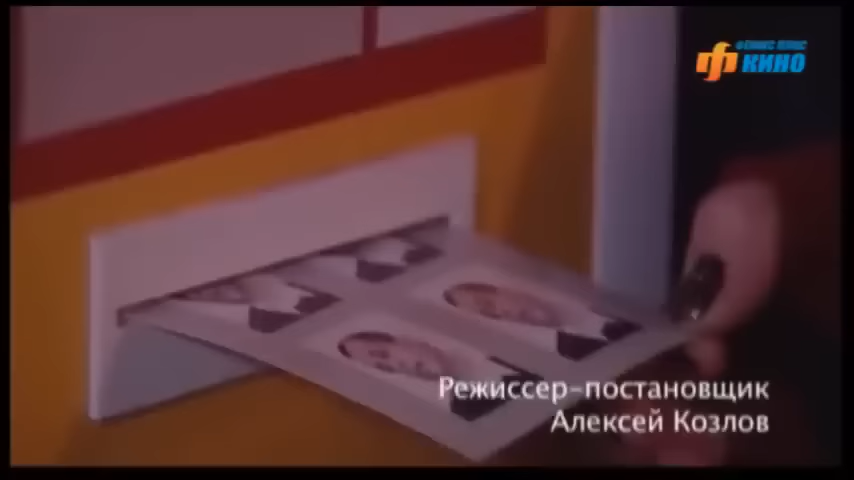 ФЕНИКС ПЛЮС
КИНО
Режиссер-постановщик
Алексей Козлов